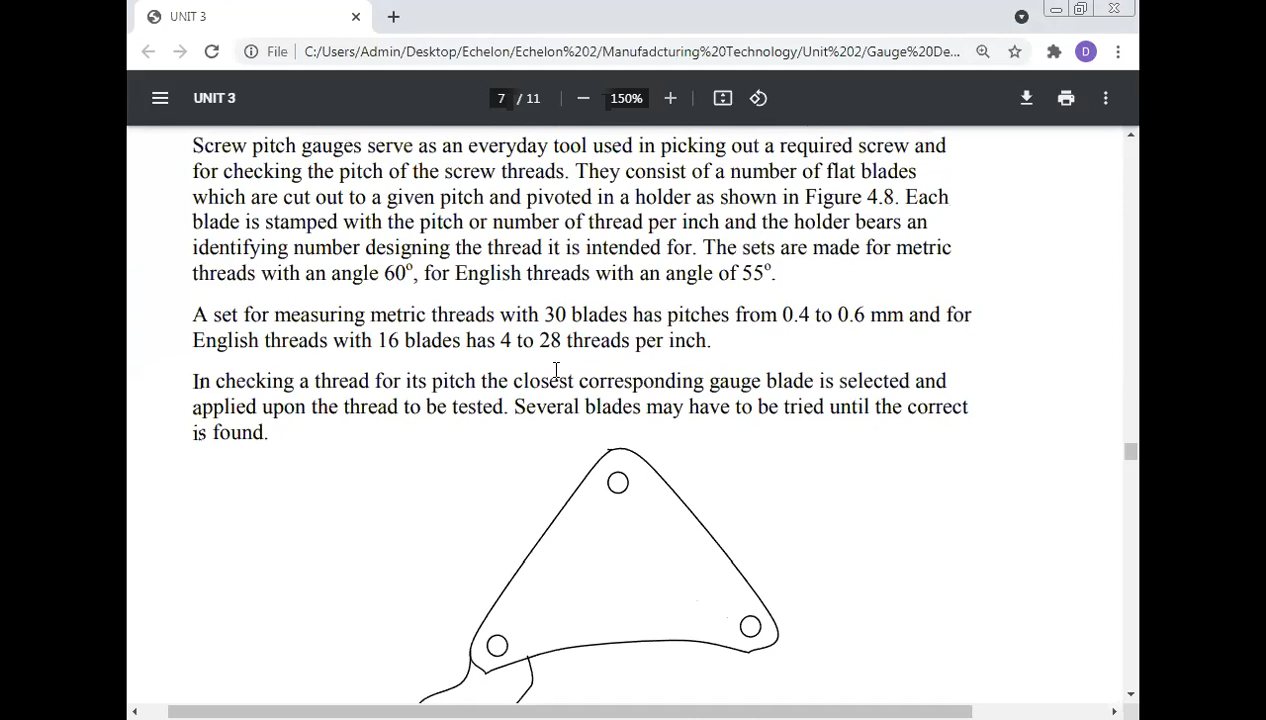 UNIT 3
File
C:/Users/Admin/Desktop/Echelon/Echelon%202/Manufadcturing%20Technology/Unit%202/Gauge%20De...
D
UNIT 3
7 / 11
150%
Screw pitch gauges serve as an everyday tool used in picking out a required screw and
for checking the pitch of the screw threads. They consist of a number of flat blades
which are cut out to a given pitch and pivoted in a holder as shown in Figure 4.8. Each
blade is stamped with the pitch or number of thread per inch and the holder bears an
identifying number designing the thread it is intended for. The sets are made for metric
threads with an angle 60°, for English threads with an angle of 55°.
A set for measuring metric threads with 30 blades has pitches from 0.4 to 0.6 mm and for
English threads with 16 blades has 4 to 28 threads per inch.
In checking a thread for its pitch the closest corresponding gauge blade is selected and
applied upon the thread to be tested. Several blades may have to be tried until the correct
is found.